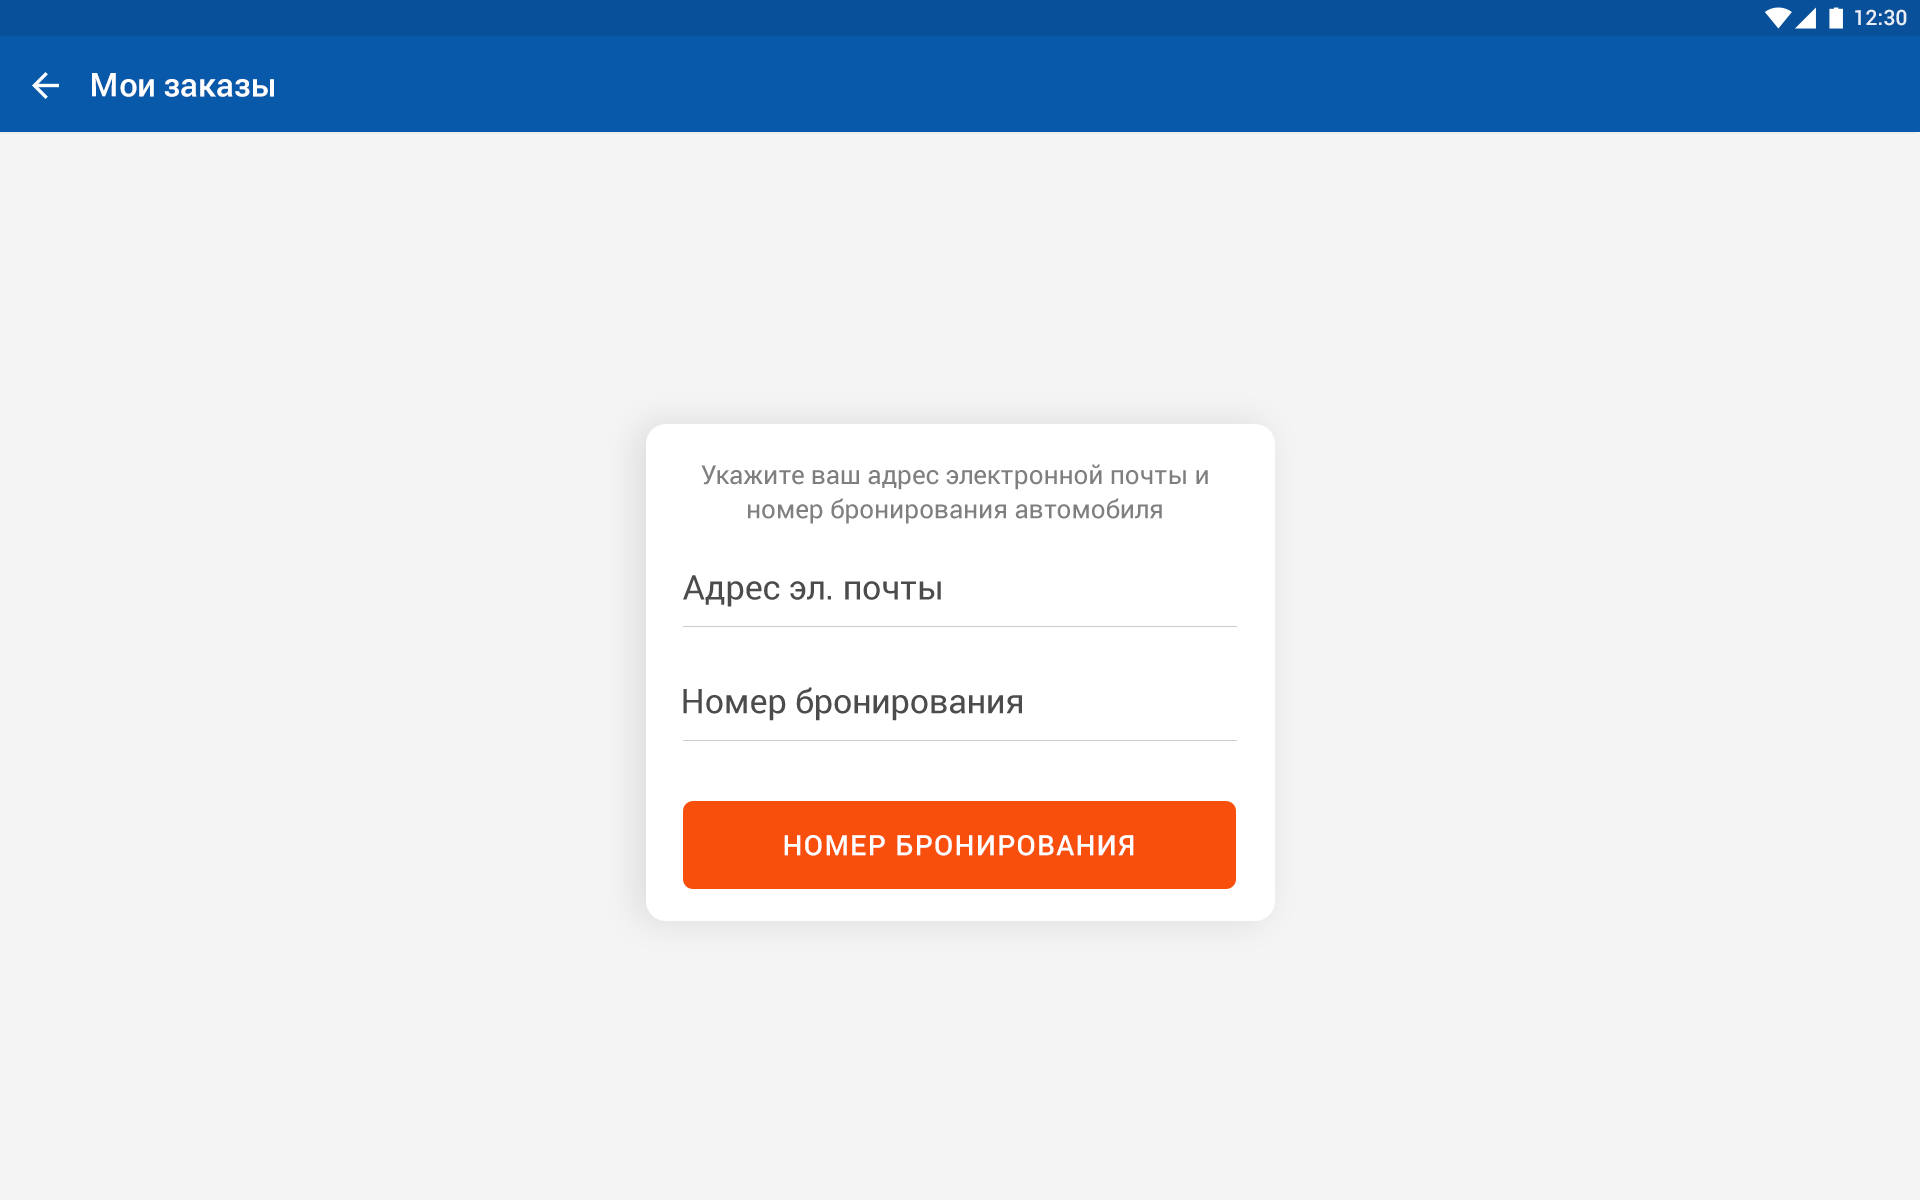 12:30
Мои заказы
Укажите ваш адрес электронной почты и
номер бронирования автомобиля
Адрес эл. почты
Номер бронирования
НОМЕР БРОНИРОВАНИЯ